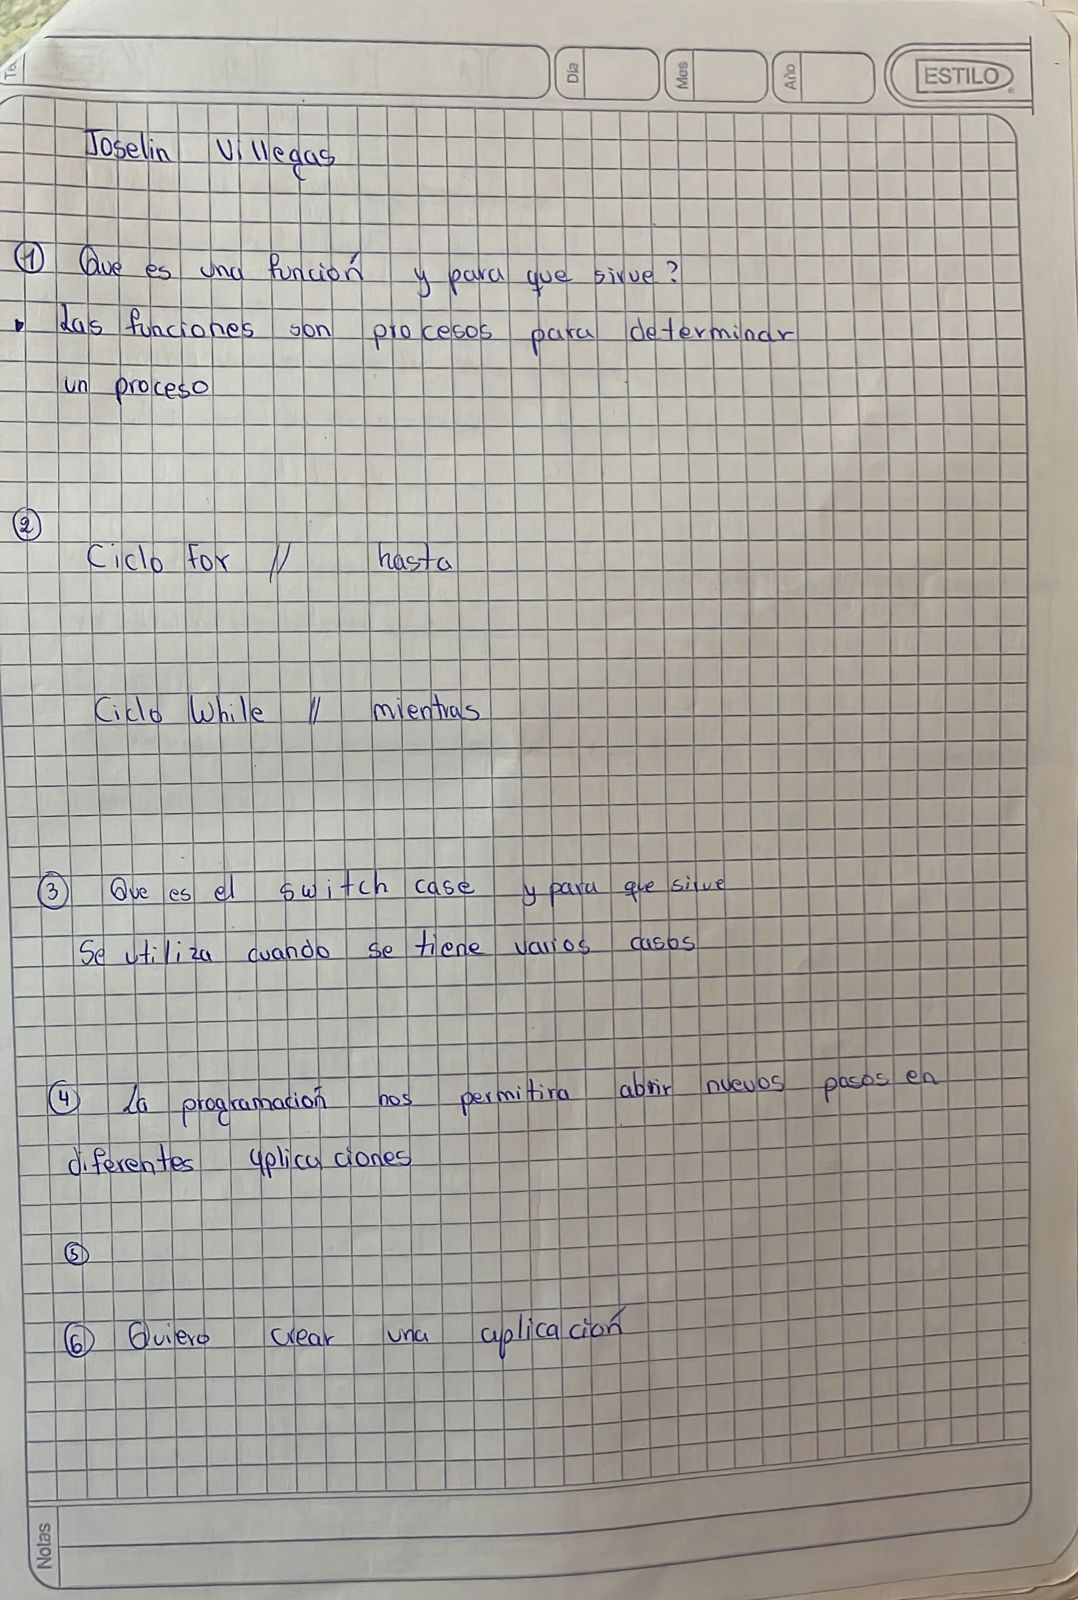 Día
Mes
Año
ESTILO
Joselin Villegas
① Que es una función y para que sirve?
• Las funciones son procesos para determinar
un proceso
②
Ciclo For // hasta
Ciclo While // mientras
③ Que es el switch case y para que sirve
Se utiliza cuando se tiene varios casos
④ La programación nos permitira abrir nuevos pasos en
diferentes aplicaciones
⑤
⑥ Quiero crear una aplicación
Notas